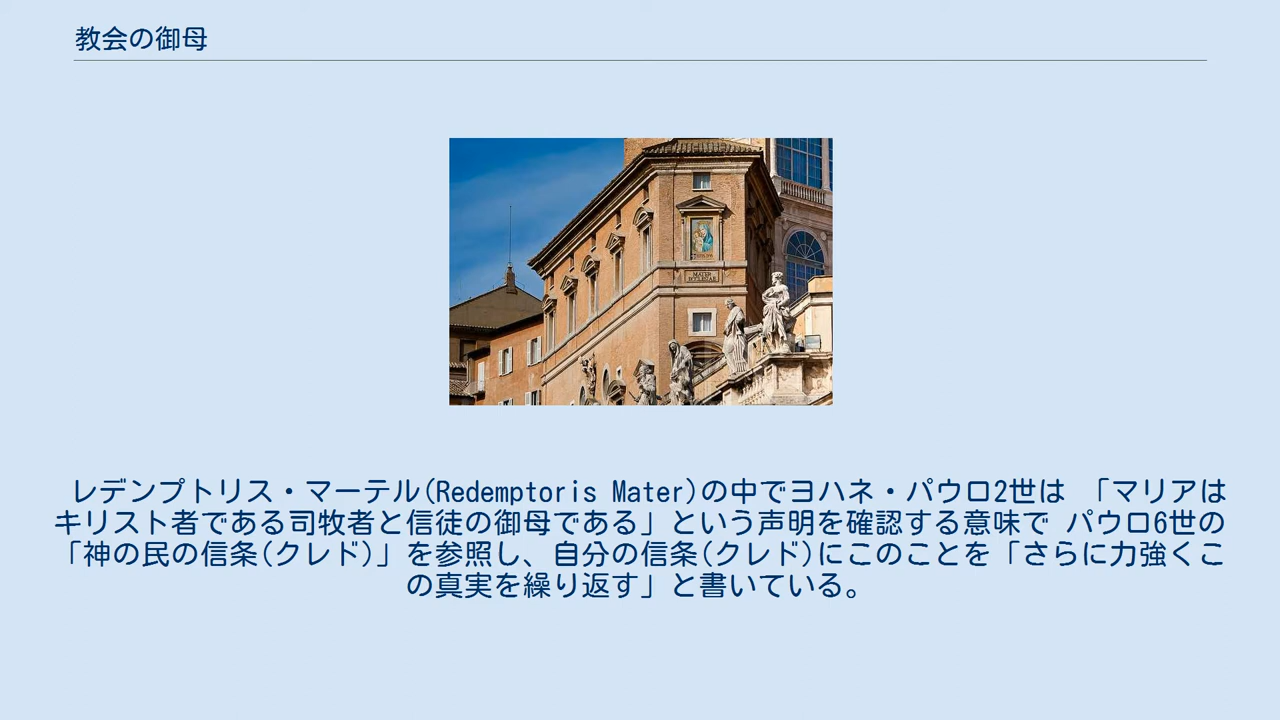 教会の御母
MATER
ECCLESIAE
レデンプトリス・マーテル(Redemptoris Mater)の中でヨハネ・パウロ2世は 「マリアは
キリスト者である司牧者と信徒の御母である」という声明を確認する意味で パウロ6世の
「神の民の信条(クレド)」を参照し、自分の信条(クレド)にこのことを「さらに力強くこ
の真実を繰り返す」と書いている。